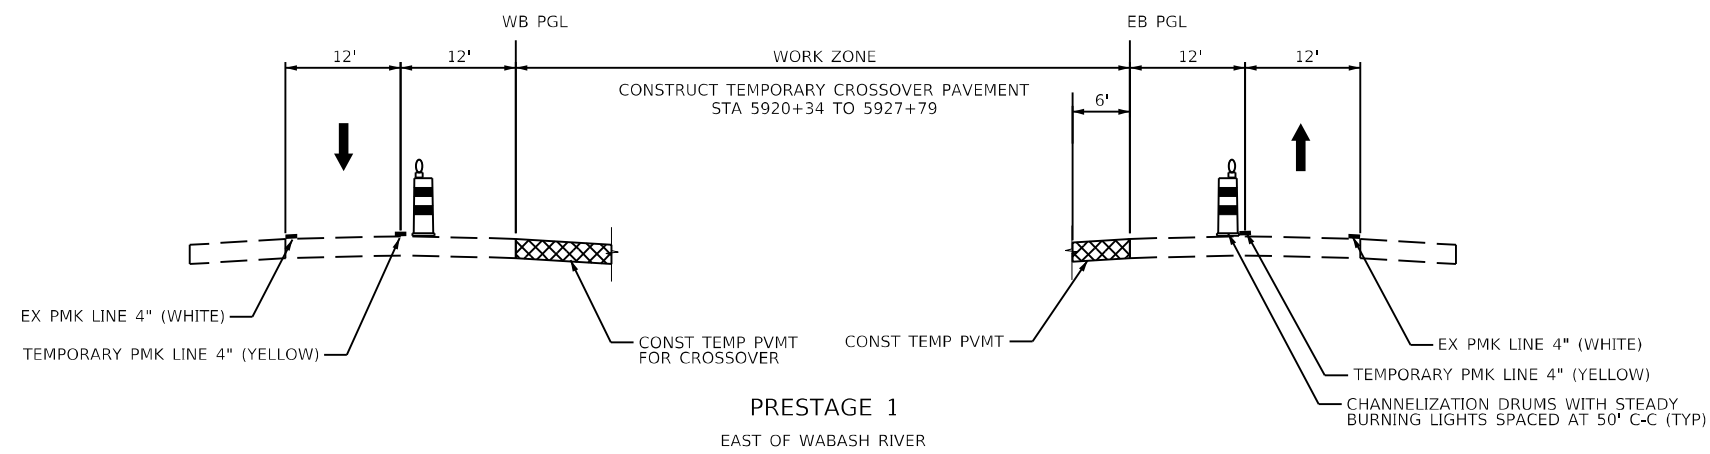 WB PGL
EB PGL
12'
12'
WORK ZONE
12'
12'
CONSTRUCT TEMPORARY CROSSOVER PAVEMENT
STA 5920+34 TO 5927+79
6'
EX PMK LINE 4" (WHITE)
TEMPORARY PMK LINE 4" (YELLOW)
CONST TEMP PVMT
FOR CROSSOVER
CONST TEMP PVMT
EX PMK LINE 4" (WHITE)
TEMPORARY PMK LINE 4" (YELLOW)
CHANNELIZATION DRUMS WITH STEADY
BURNING LIGHTS SPACED AT 50' C-C (TYP)
PRESTAGE 1
EAST OF WABASH RIVER